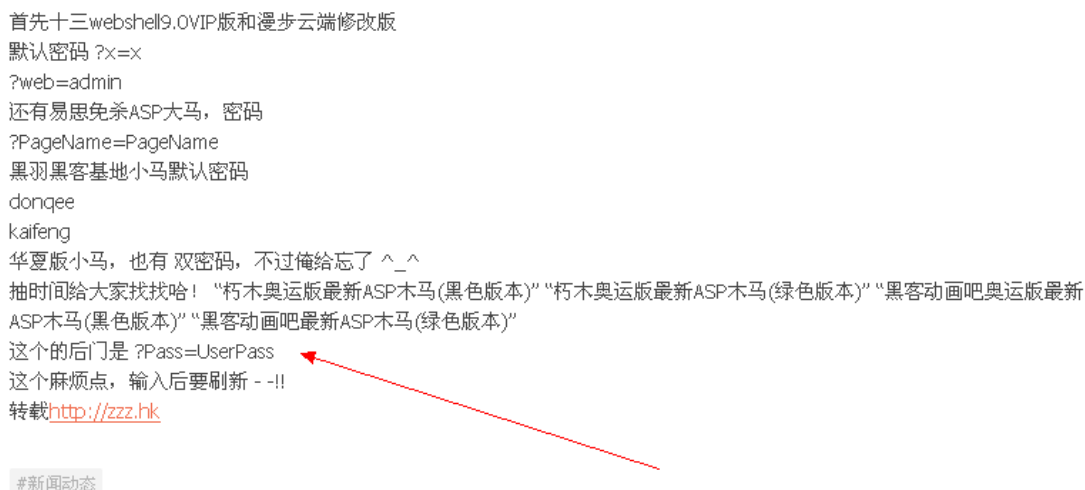 首先十三webshell9.0VIP版和漫步云端修改版
默认密码 ?x=x
?web=admin
还有易思免杀ASP大马，密码
?PageName=PageName
黑羽黑客基地小马默认密码
donqee
kaifeng
华夏版小马，也有 双密码，不过俺给忘了 ^_^
抽时间给大家找找哈！ “朽木奥运版最新ASP木马(黑色版本)” “朽木奥运版最新ASP木马(绿色版本)” “黑客动画吧奥运版最新
ASP木马(黑色版本)” “黑客动画吧最新ASP木马(绿色版本)”
这个的后门是 ?Pass=UserPass
这个麻烦点，输入后要刷新 - -!!
转载http://zzz.hk
#新闻动态